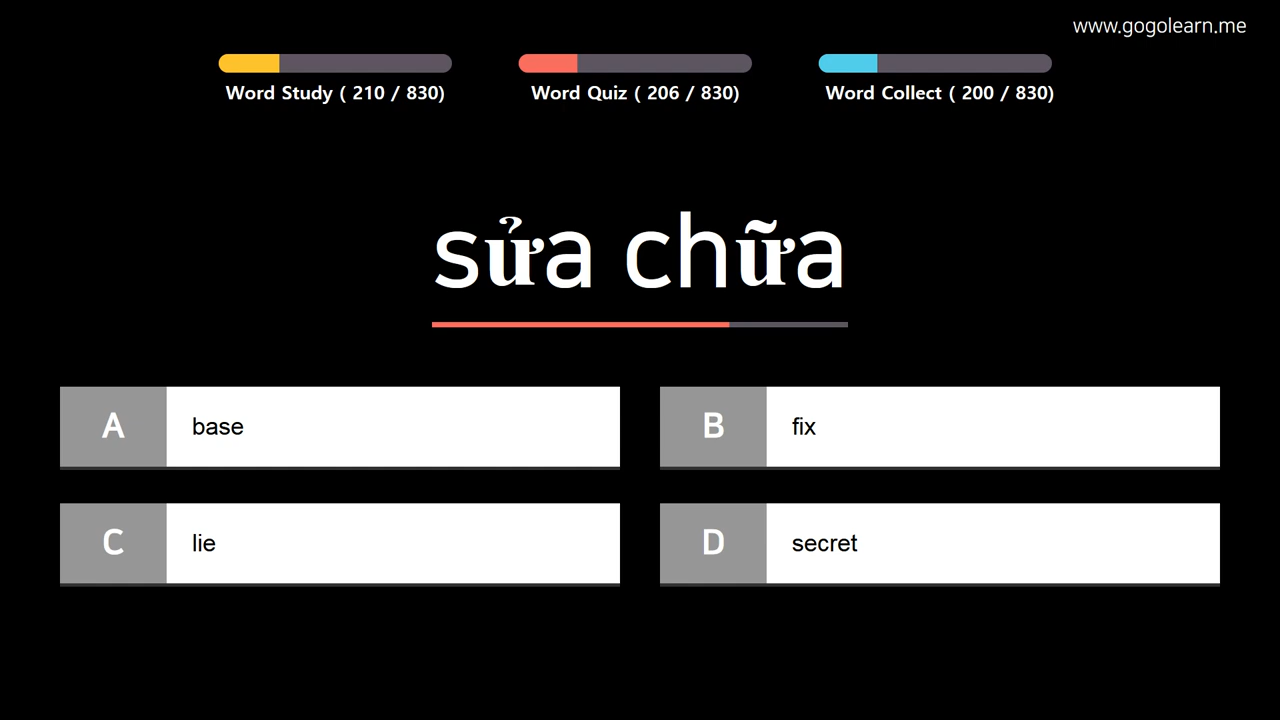 www.gogolearn.me
Word Study ( 210 / 830)
Word Quiz ( 206 / 830)
Word Collect ( 200 / 830)
sửa chữa
A base
B fix
C lie
D secret